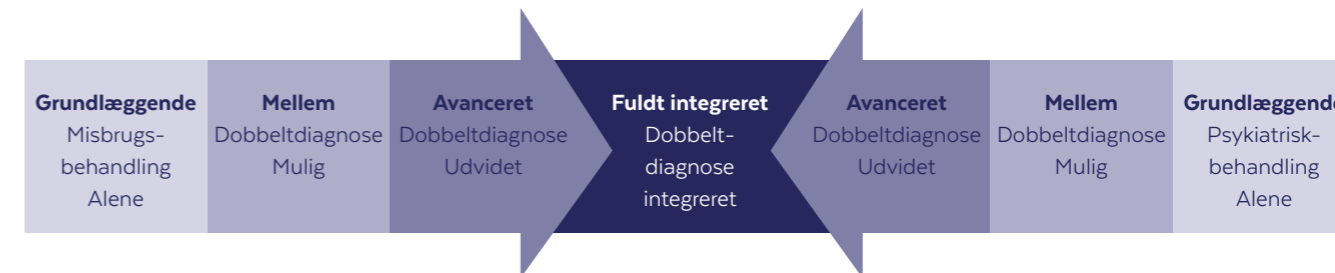 Grundlæggende
Misbrugs-
behandling
Alene
Mellem
Dobbeltdiagnose
Mulig
Avanceret
Dobbeltdiagnose
Udvidet
Fuldt integreret
Dobbelt-
diagnose
integreret
Avanceret
Dobbeltdiagnose
Udvidet
Mellem
Dobbeltdiagnose
Mulig
Grundlæggende
Psykiatrisk-
behandling
Alene